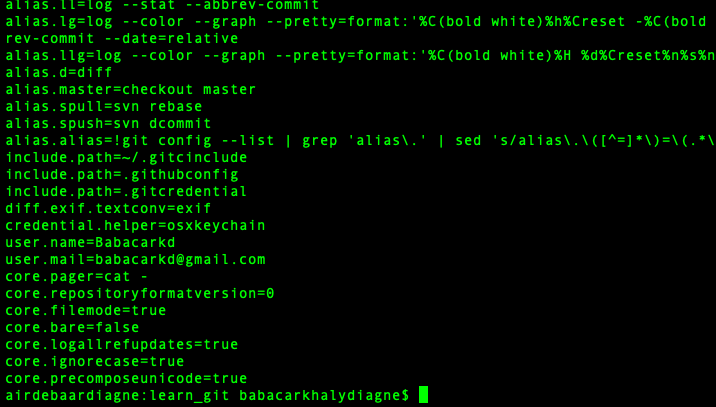 alias.ll=log --stat --abbrev-commit
alias.lg=log --color --graph --pretty=format:'%C(bold white)%h%Creset -%C(bold
rev-commit --date=relative
alias.llg=log --color --graph --pretty=format:'%C(bold white)%H %d%Creset%n%s%n
alias.d=diff
alias.master=checkout master
alias.spull=svn rebase
alias.spush=svn dcommit
alias.alias=!git config --list | grep 'alias\.' | sed 's/alias\.\([^=]*\)=\(.*\
include.path=~/.gitcinclude
include.path=.githubconfig
include.path=.gitcredential
diff.exif.textconv=exif
credential.helper=osxkeychain
user.name=Babacarkd
user.mail=babacarkd@gmail.com
core.pager=cat -
core.repositoryformatversion=0
core.filemode=true
core.bare=false
core.logallrefupdates=true
core.ignorecase=true
core.precomposeunicode=true
airdebaardiagne:learn_git babacarkhalydiagne$